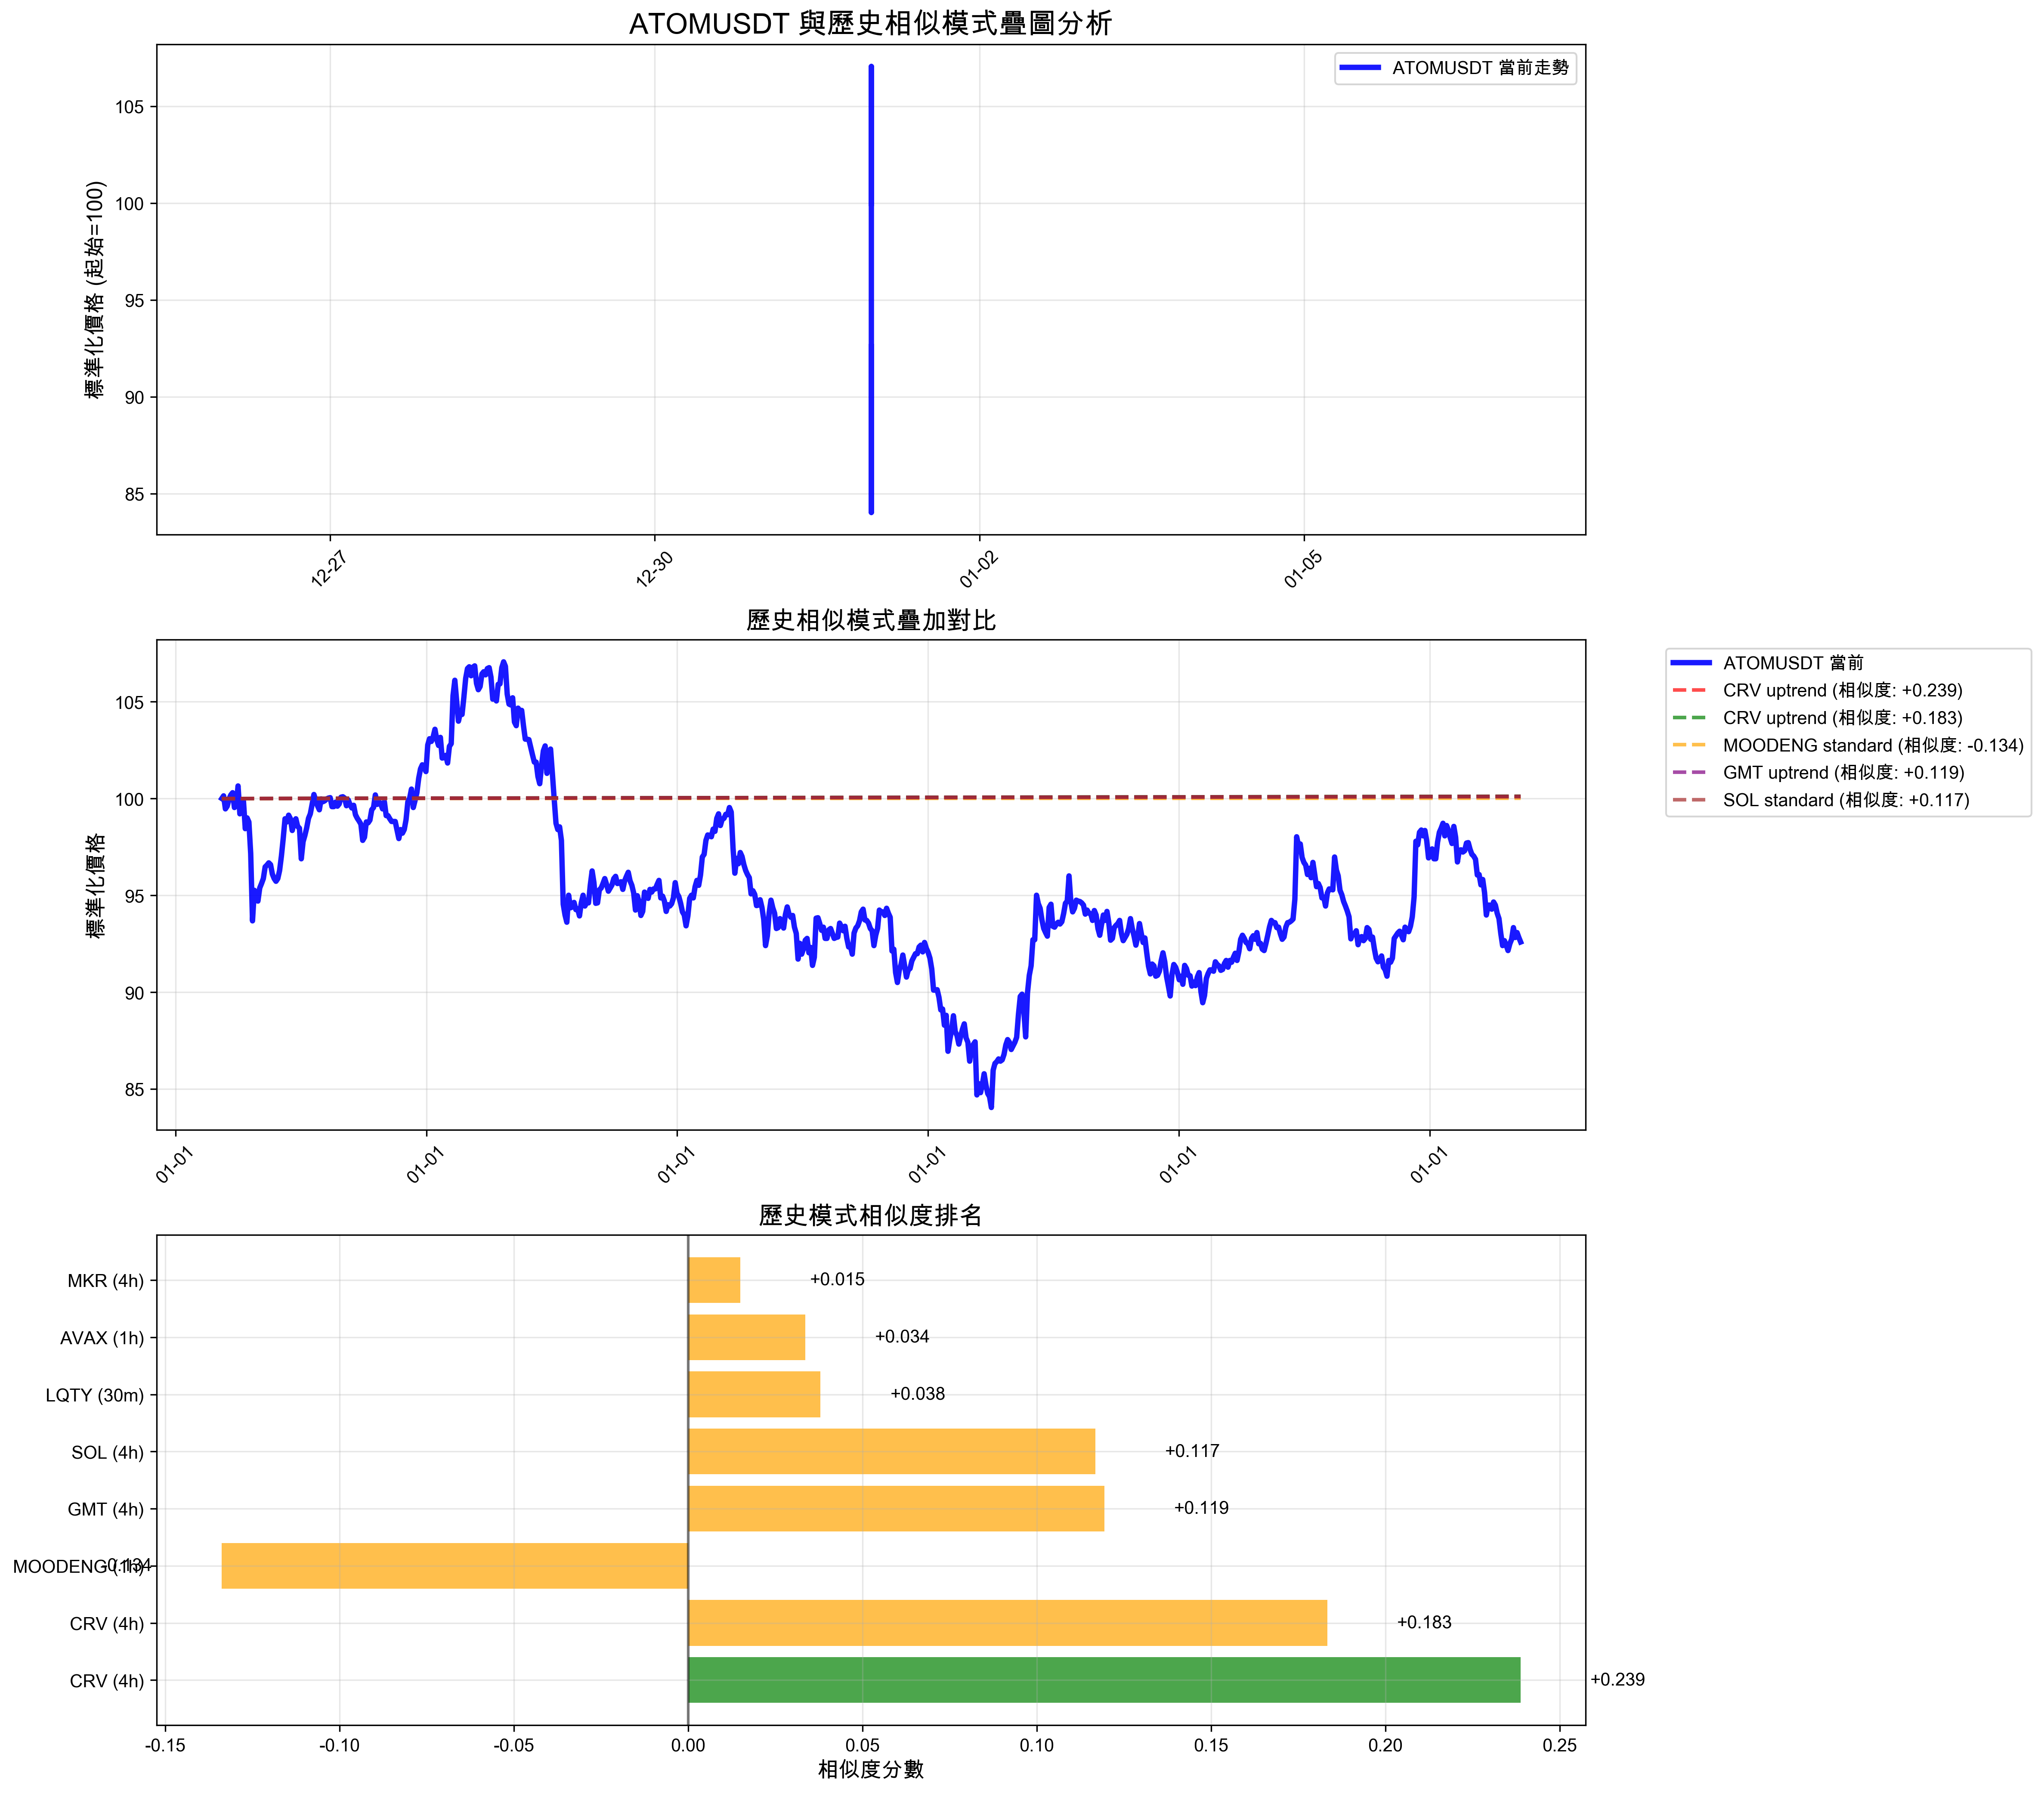 ATOMUSDT 與歷史相似模式疊圖分析
ATOMUSDT 當前走勢
標準化價格 (起始=100)
105
100
95
90
85
12-27
12-30
01-02
01-05
歷史相似模式疊加對比
ATOMUSDT 當前
CRV uptrend (相似度: +0.239)
CRV uptrend (相似度: +0.183)
MOODENG standard (相似度: -0.134)
GMT uptrend (相似度: +0.119)
SOL standard (相似度: +0.117)
標準化價格
105
100
95
90
85
01-01
01-01
01-01
01-01
01-01
01-01
歷史模式相似度排名
MKR (4h)
+0.015
AVAX (1h)
+0.034
LQTY (30m)
+0.038
SOL (4h)
+0.117
GMT (4h)
+0.119
MOODENG (1h)
-0.134
CRV (4h)
+0.183
CRV (4h)
+0.239
-0.15
-0.10
-0.05
0.00
0.05
0.10
0.15
0.20
0.25
相似度分數